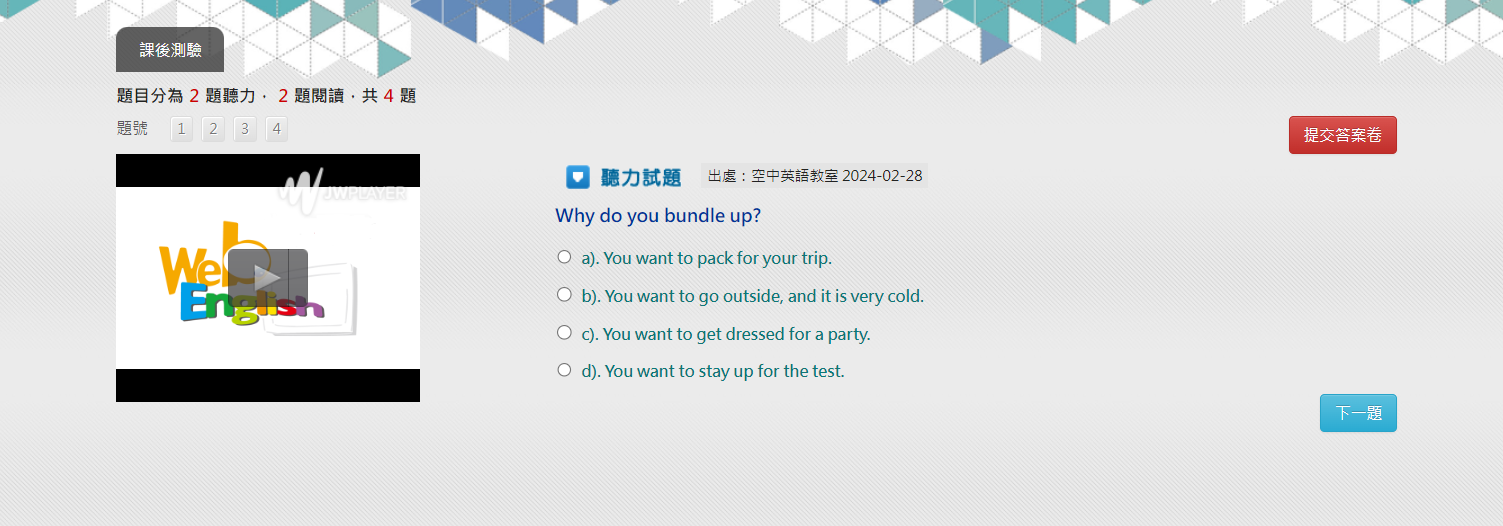 課後測驗
題目分為 2 題聽力． 2 題閱讀．共 4 題
題號 1 2 3 4
提交答案卷
JWPLAYER
Web
English
聽力試題 出處：空中英語教室 2024-02-28
Why do you bundle up?
a). You want to pack for your trip.
b). You want to go outside, and it is very cold.
c). You want to get dressed for a party.
d). You want to stay up for the test.
下一題